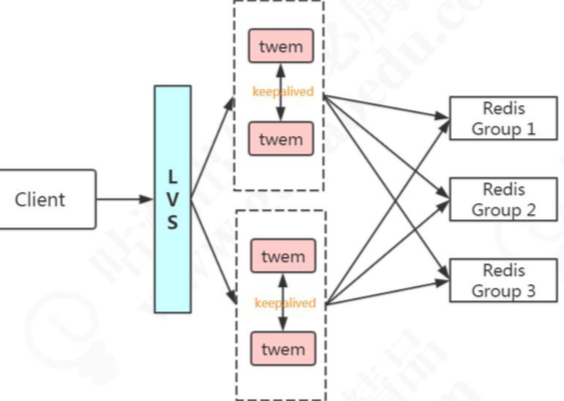 twem
keepalived
twem
Redis
Group 1
L
V
S
Client
Redis
Group 2
twem
keepalived
twem
Redis
Group 3